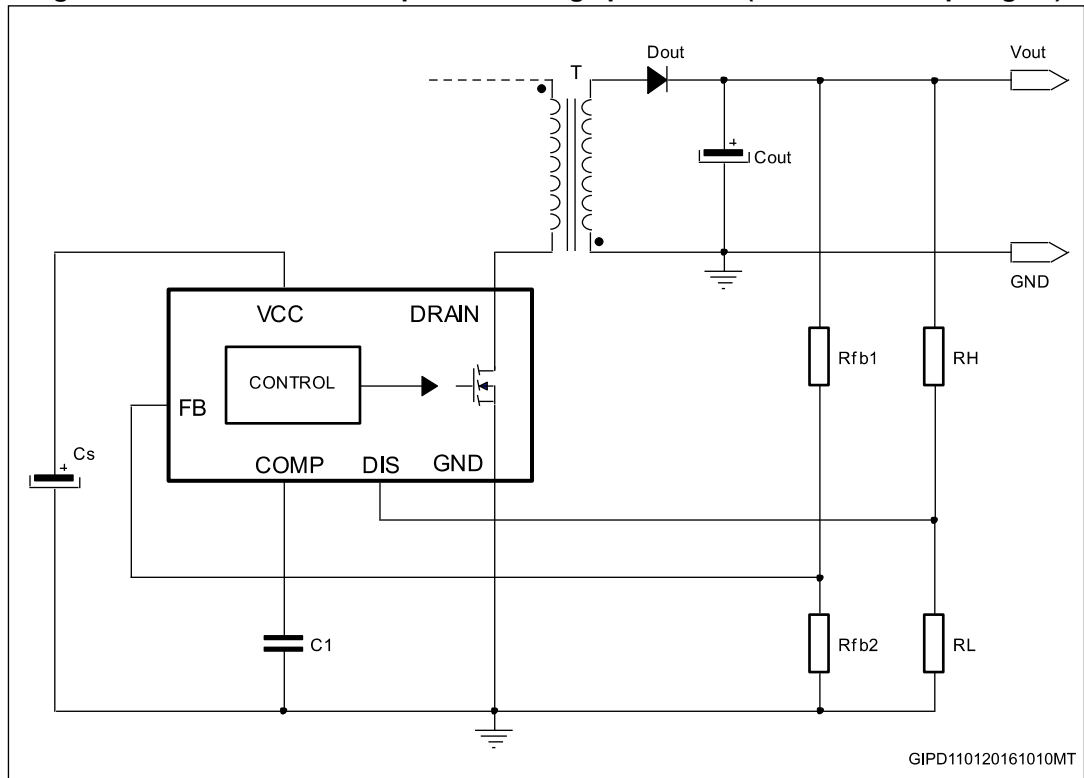 Dout
Vout
T
+
Cout
GND
VCC
DRAIN
Rfb1
RH
CONTROL
FB
Cs
+
COMP
DIS
GND
C1
Rfb2
RL
GIPD110120161010MT